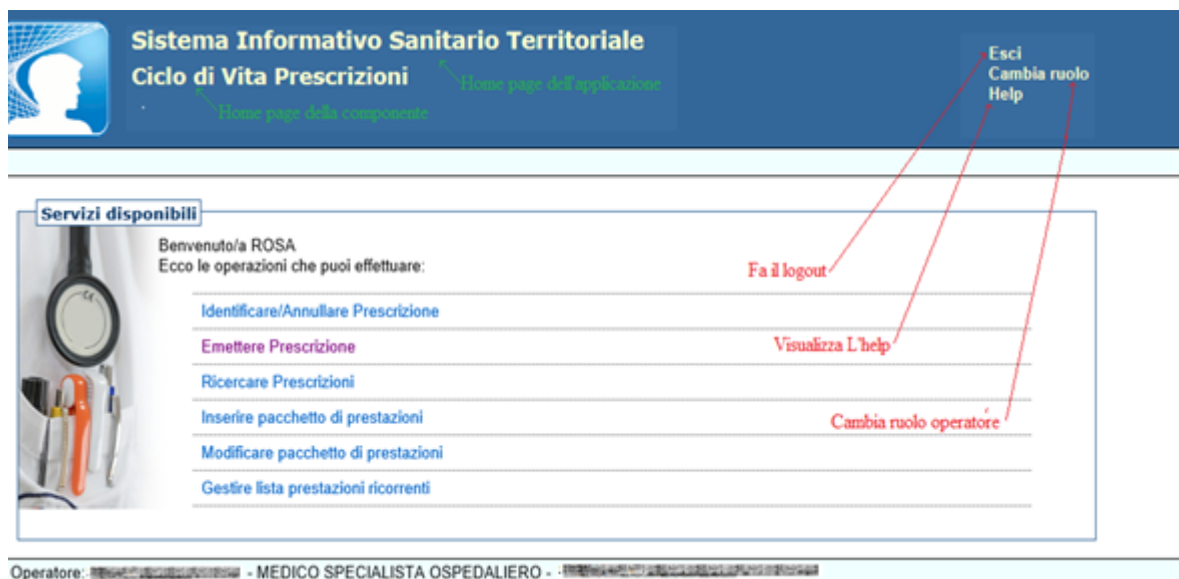 Sistema Informativo Sanitario Territoriale
Ciclo di Vita Prescrizioni
Home page dell'applicazione
Home page della componente
Esci
Cambia ruolo
Help
Servizi disponibili
Benvenuto/a ROSA
Ecco le operazioni che puoi effettuare:
Fa il logout
Identificare/Annullare Prescrizione
Emettere Prescrizione
Visualizza L'help
Ricercare Prescrizioni
Inserire pacchetto di prestazioni
Cambia ruolo operatore
Modificare pacchetto di prestazioni
Gestire lista prestazioni ricorrenti
Operatore: - MEDICO SPECIALISTA OSPEDALIERO -